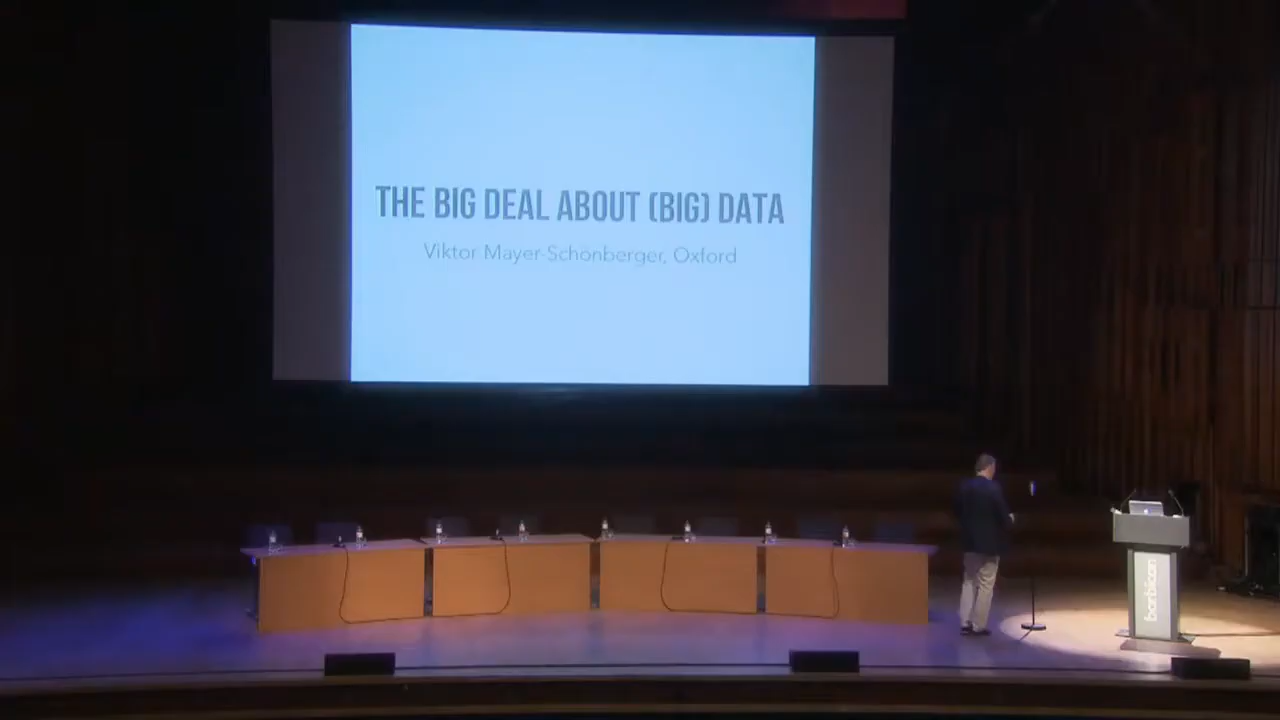 THE BIG DEAL ABOUT (BIG) DATA
Viktor Mayer-Schönberger, Oxford
barbican